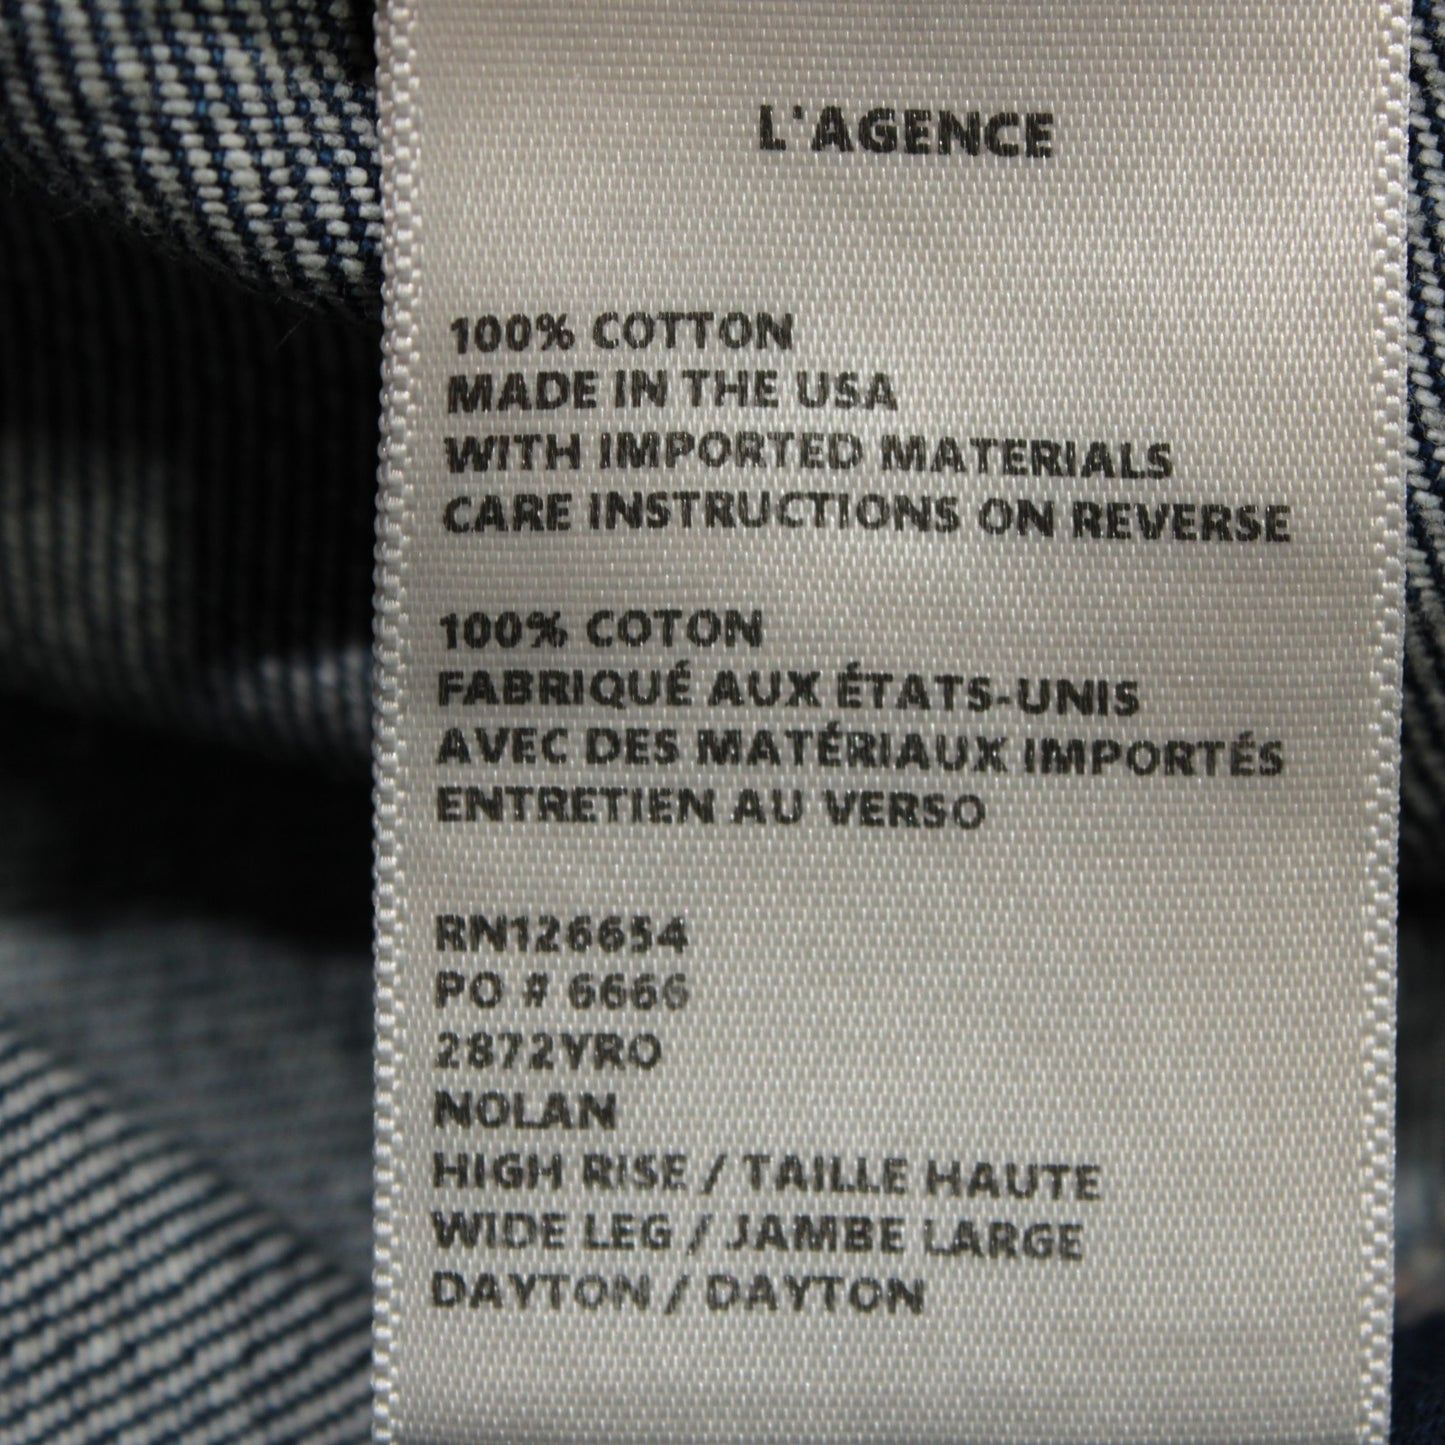 L'AGENCE
100% COTTON
MADE IN THE USA
WITH IMPORTED MATERIALS
CARE INSTRUCTIONS ON REVERSE
100% COTON
FABRIQUÉ AUX ÉTATS-UNIS
AVEC DES MATÉRIAUX IMPORTÉS
ENTRETIEN AU VERSO
RN126654
PO # 6666
2872YRO
NOLAN
HIGH RISE / TAILLE HAUTE
WIDE LEG / JAMBE LARGE
DAYTON / DAYTON